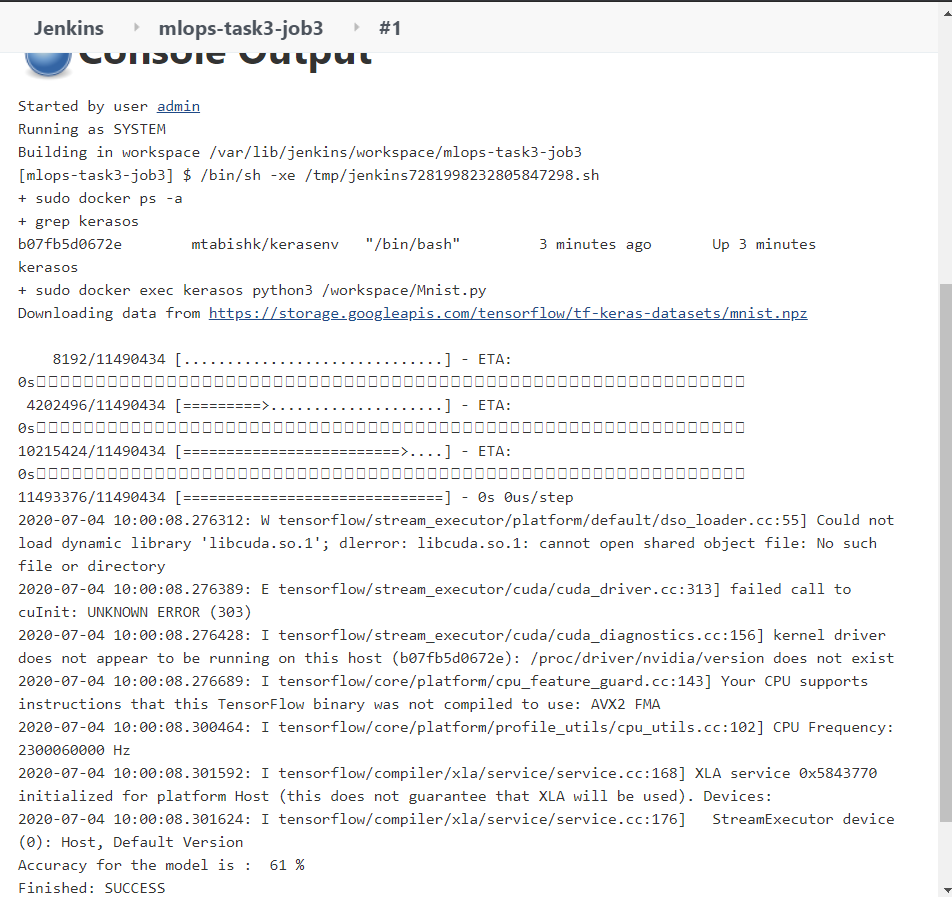 Jenkins mlops-task3-job3 #1
Console Output
Started by user admin
Running as SYSTEM
Building in workspace /var/lib/jenkins/workspace/mlops-task3-job3
[mlops-task3-job3] $ /bin/sh -xe /tmp/jenkins7281998232805847298.sh
+ sudo docker ps -a
+ grep kerasos
b07fb5d0672e        mtabishk/kerasenv   "/bin/bash"         3 minutes ago       Up 3 minutes
kerasos
+ sudo docker exec kerasos python3 /workspace/Mnist.py
Downloading data from https://storage.googleapis.com/tensorflow/tf-keras-datasets/mnist.npz
8192/11490434 [..............................] - ETA:
0s
4202496/11490434 [=========>....................] - ETA:
0s
10215424/11490434 [=========================>....] - ETA:
0s
11493376/11490434 [==============================] - 0s 0us/step
2020-07-04 10:00:08.276312: W tensorflow/stream_executor/platform/default/dso_loader.cc:55] Could not
load dynamic library 'libcuda.so.1'; dlerror: libcuda.so.1: cannot open shared object file: No such
file or directory
2020-07-04 10:00:08.276389: E tensorflow/stream_executor/cuda/cuda_driver.cc:313] failed call to
cuInit: UNKNOWN ERROR (303)
2020-07-04 10:00:08.276428: I tensorflow/stream_executor/cuda/cuda_diagnostics.cc:156] kernel driver
does not appear to be running on this host (b07fb5d0672e): /proc/driver/nvidia/version does not exist
2020-07-04 10:00:08.276689: I tensorflow/core/platform/cpu_feature_guard.cc:143] Your CPU supports
instructions that this TensorFlow binary was not compiled to use: AVX2 FMA
2020-07-04 10:00:08.300464: I tensorflow/core/platform/profile_utils/cpu_utils.cc:102] CPU Frequency:
2300060000 Hz
2020-07-04 10:00:08.301592: I tensorflow/compiler/xla/service/service.cc:168] XLA service 0x5843770
initialized for platform Host (this does not guarantee that XLA will be used). Devices:
2020-07-04 10:00:08.301624: I tensorflow/compiler/xla/service/service.cc:176]   StreamExecutor device
(0): Host, Default Version
Accuracy for the model is :  61 %
Finished: SUCCESS